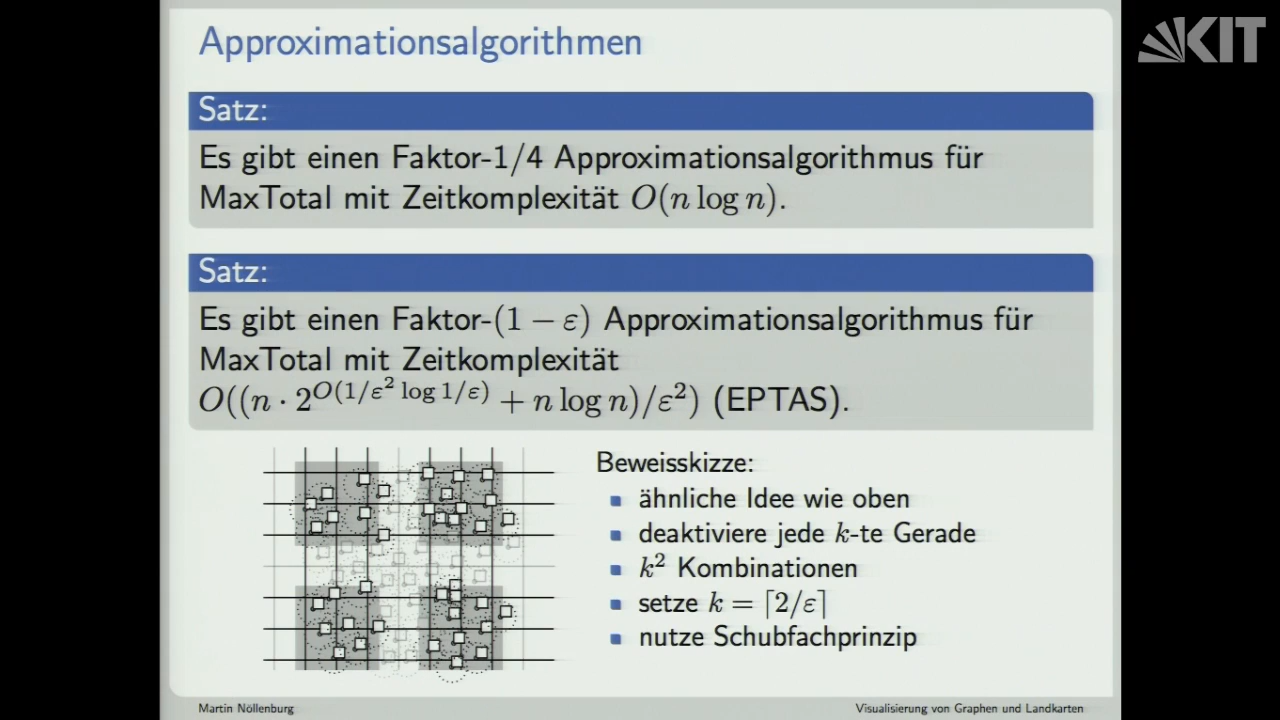 Approximationsalgorithmen
KIT
Satz:
Es gibt einen Faktor-1/4 Approximationsalgorithmus für
MaxTotal mit Zeitkomplexität O(n log n).
Satz:
Es gibt einen Faktor-(1 − ε) Approximationsalgorithmus für
MaxTotal mit Zeitkomplexität
O((n · 2^{O(1/ε² log 1/ε)} + n log n)/ε²) (EPTAS).
Beweisskizze:
ähnliche Idee wie oben
deaktiviere jede k-te Gerade
k² Kombinationen
setze k = ⌈2/ε⌉
nutze Schubfachprinzip
Martin Nöllenburg
Visualisierung von Graphen und Landkarten